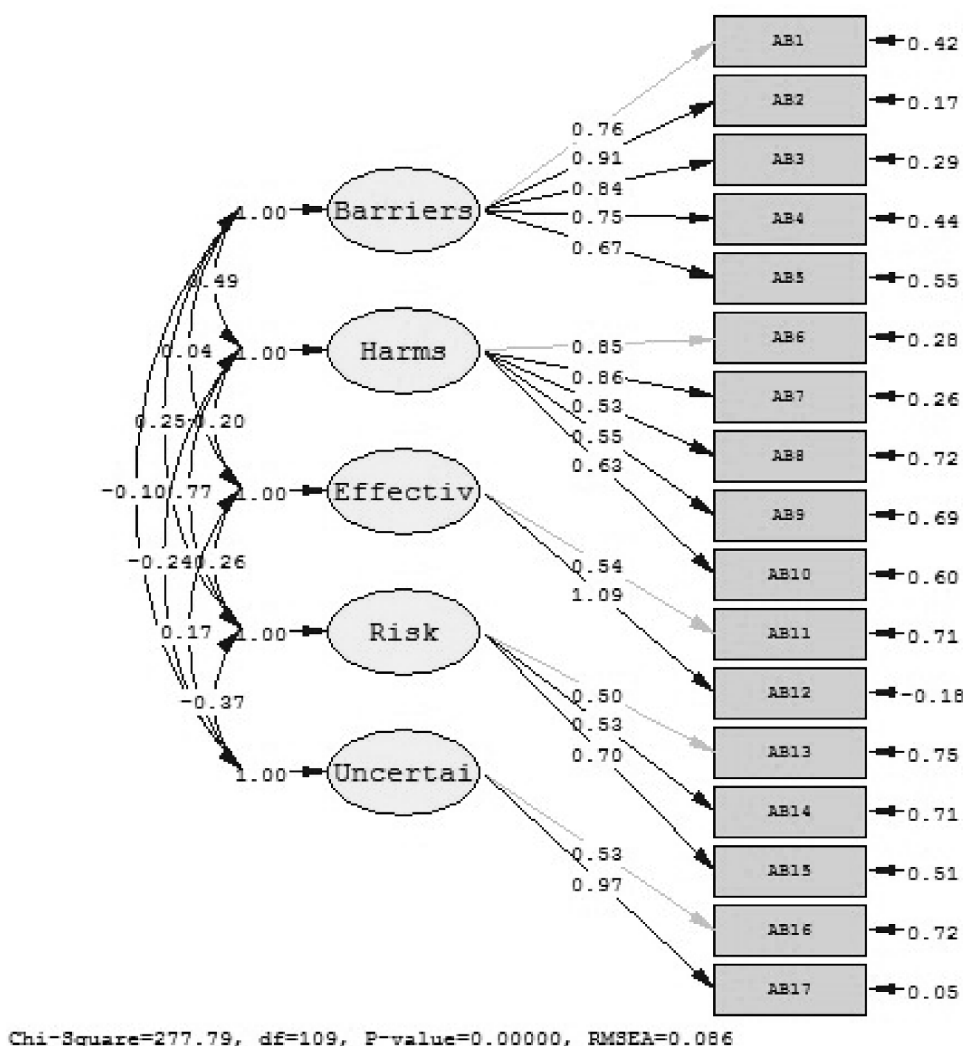 AB1 0.42
AB2 0.17
0.76
0.91
AB3 0.29
0.84
1.00 Barriers
0.75
AB4 0.44
0.67
0.49
AB5 0.55
AB6 0.28
0.04
1.00 Harms
0.85
0.86
AB7 0.26
0.53
0.25 0.20
0.55
AB8 0.72
0.63
-0.10 0.77 1.00 Effectiv
AB9 0.69
-0.24 0.26
0.54
AB10 0.60
1.09
0.17 1.00 Risk
AB11 0.71
0.50
AB12 -0.18
-0.37
0.53
AB13 0.75
0.70
1.00 Uncertai
AB14 0.71
0.53
AB15 0.51
0.97
AB16 0.72
AB17 0.05
Chi-Square=277.79, df=109, P-value=0.00000, RMSEA=0.086